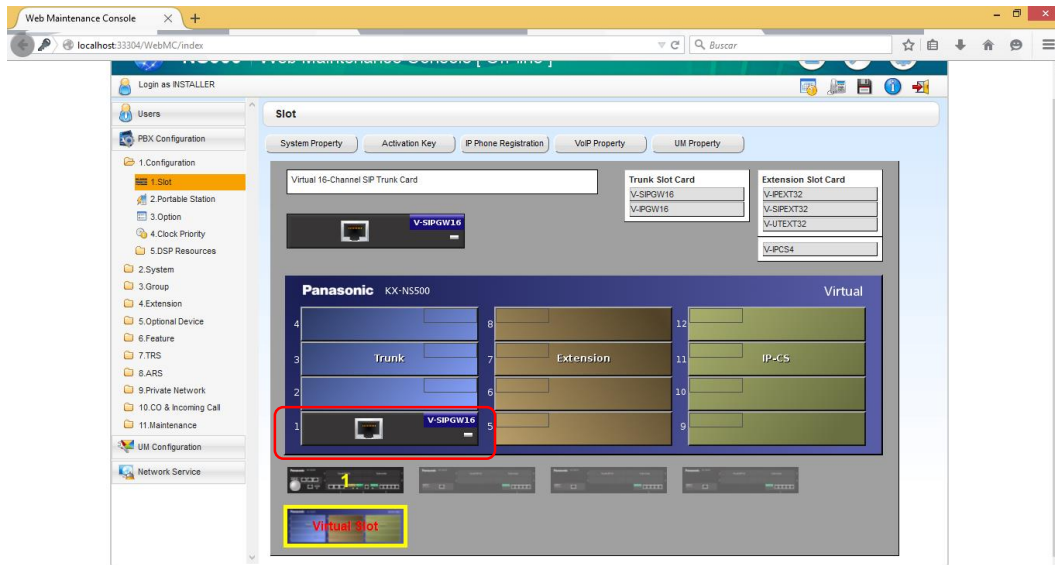 Web Maintenance Console
localhost:33304/WebMC/index
Buscar
Login as INSTALLER
Users
PBX Configuration
1.Configuration
1.Slot
2.Portable Station
3.Option
4.Clock Priority
5.DSP Resources
2.System
3.Group
4.Extension
5.Optional Device
6.Feature
7.TRS
8.ARS
9.Private Network
10.CO & Incoming Call
11.Maintenance
UM Configuration
Network Service
Slot
System Property
Activation Key
IP Phone Registration
VoIP Property
UM Property
Virtual 16-Channel SIP Trunk Card
V-SIPGW16
Trunk Slot Card
V-SIPGW16
V-IPGW16
Extension Slot Card
V-IPEXT32
V-SIPEXT32
V-UTEXT32
V-IPCS4
Panasonic KX-NS500 Virtual
4 8 12
3 Trunk 7 Extension 11 IP-CS
2 6 10
1 V-SIPGW16 5 9
1
Virtual Slot